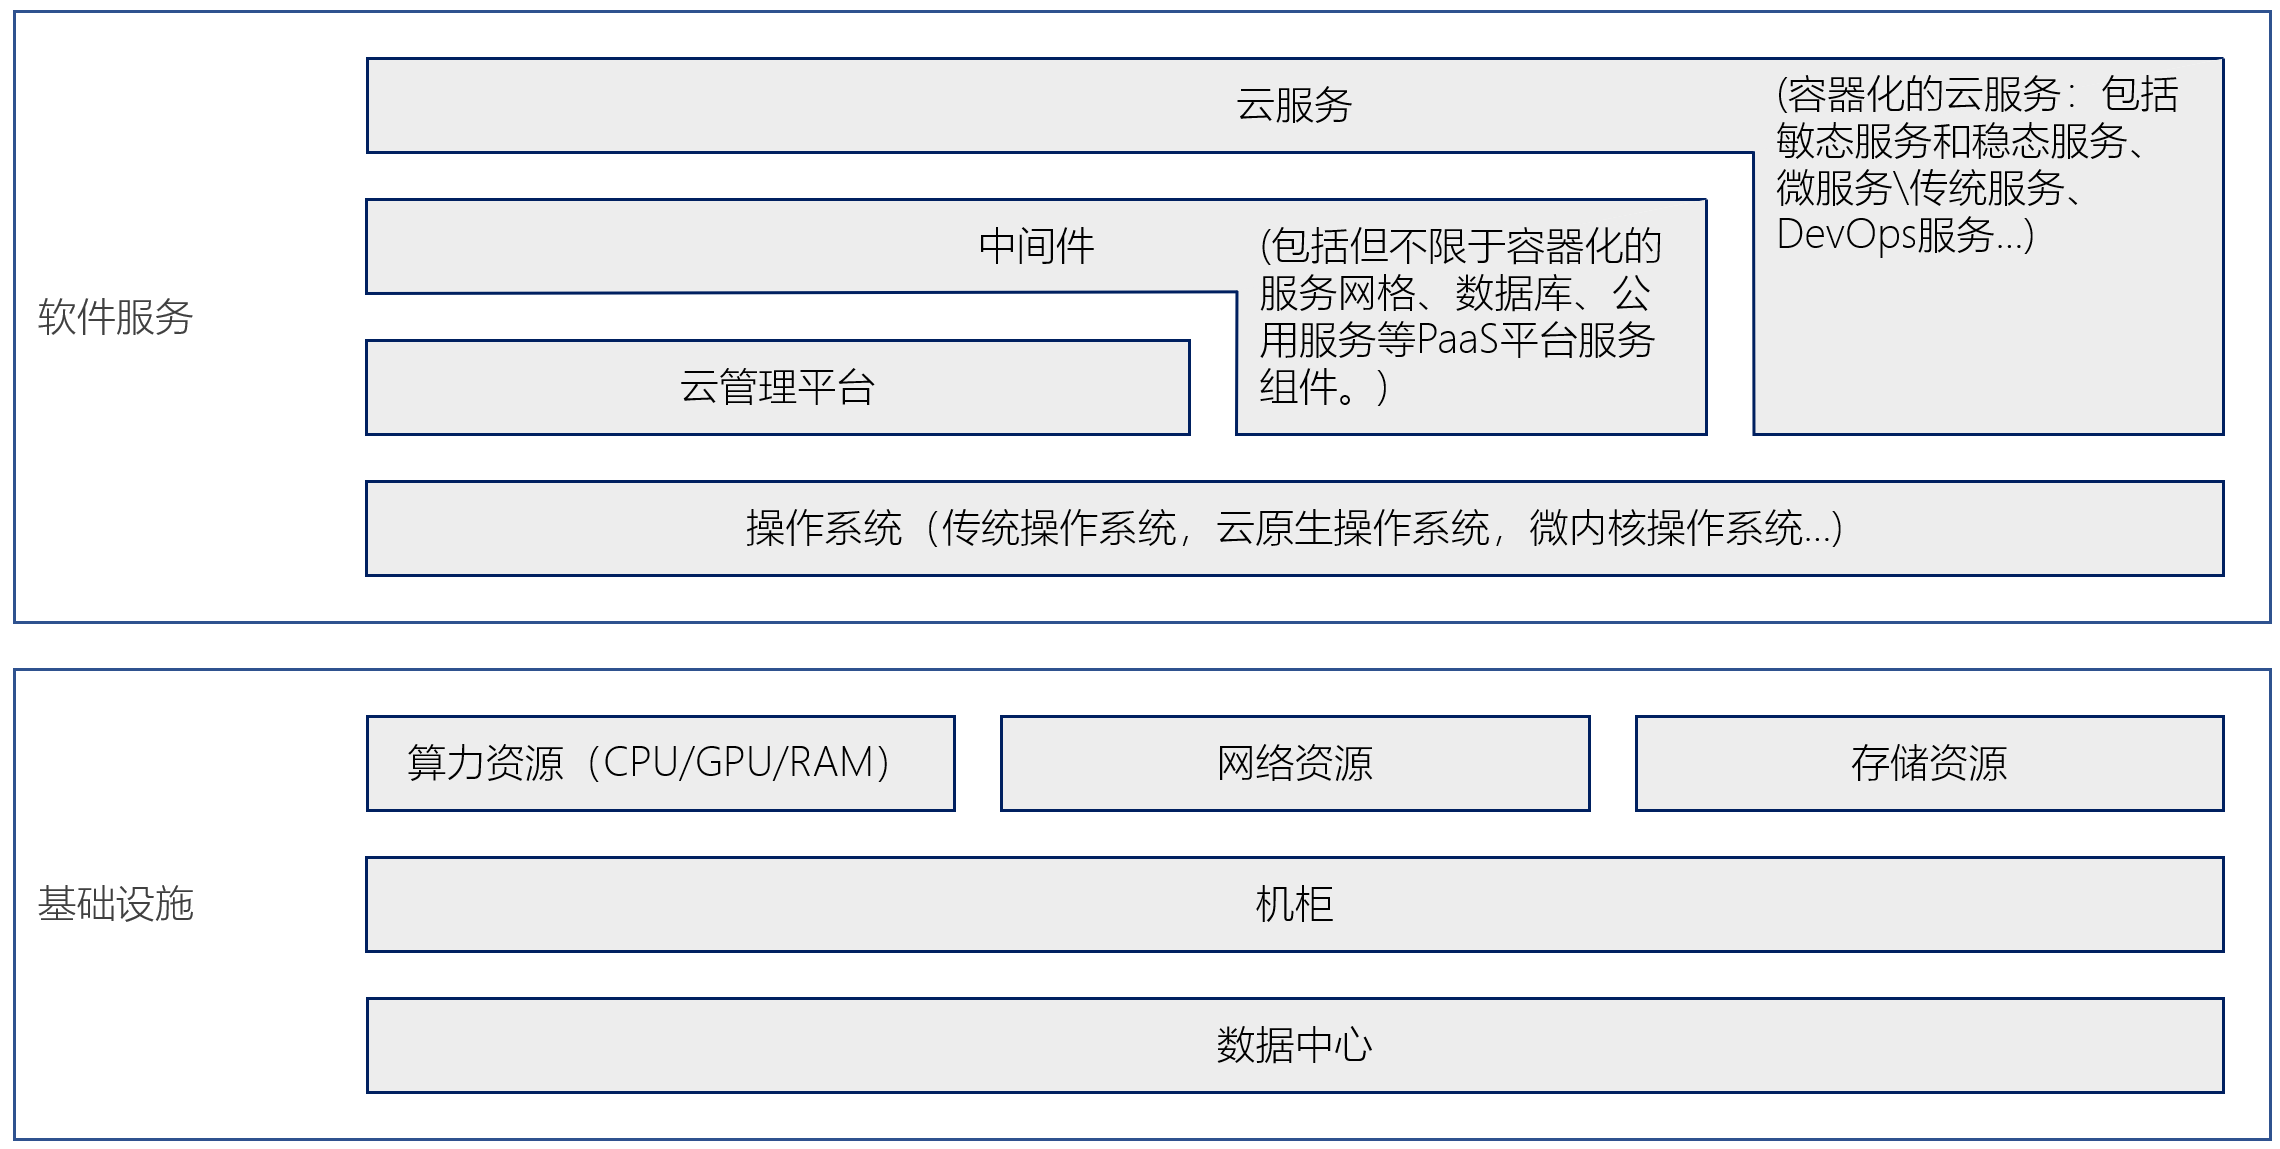 软件服务
云服务
(容器化的云服务：包括
敏态服务和稳态服务、
微服务\传统服务、
DevOps服务...)
中间件
(包括但不限于容器化的
服务网格、数据库、公
用服务等PaaS平台服务
组件。)
云管理平台
操作系统（传统操作系统，云原生操作系统，微内核操作系统...)
基础设施
算力资源（CPU/GPU/RAM）
网络资源
存储资源
机柜
数据中心